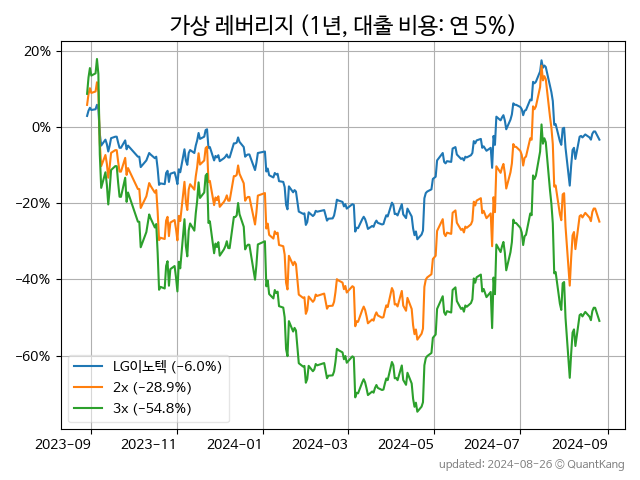 가상 레버리지 (1년, 대출 비용: 연 5%)
20%
0%
−20%
−40%
−60%
LG이노텍 (−6.0%)
2x (−28.9%)
3x (−54.8%)
2023-09 2023-11 2024-01 2024-03 2024-05 2024-07 2024-09
updated: 2024-08-26 © QuantKang